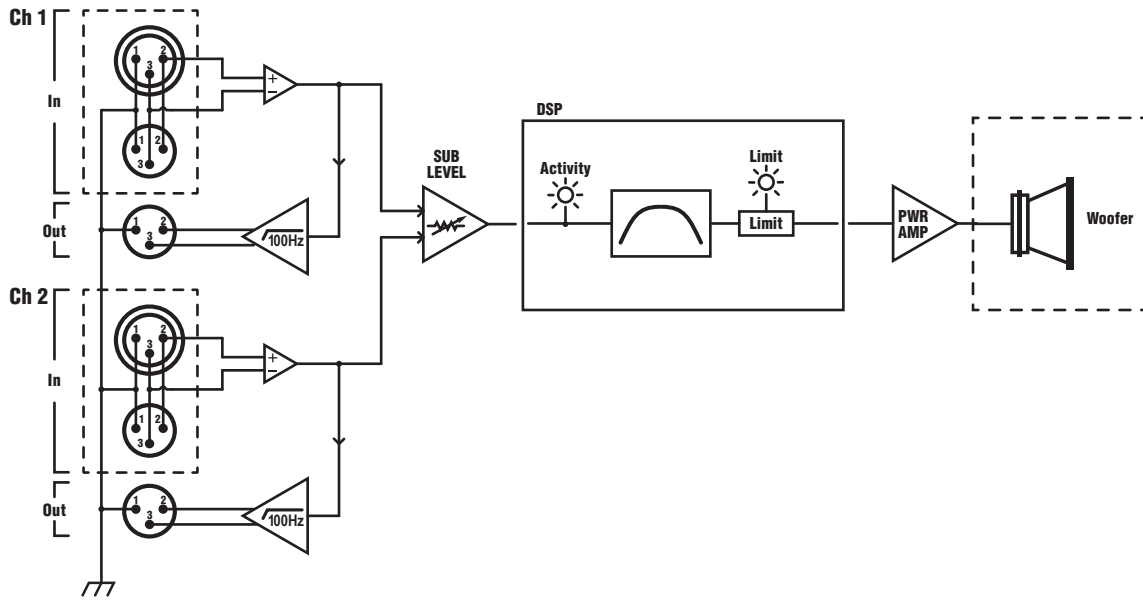 Ch 1
In
1
2
3
1
2
3
+
−
Out
1
2
3
100Hz
Ch 2
In
1
2
3
1
2
3
+
−
Out
1
2
3
100Hz
SUB
LEVEL
DSP
Activity
Limit
Limit
PWR
AMP
Woofer